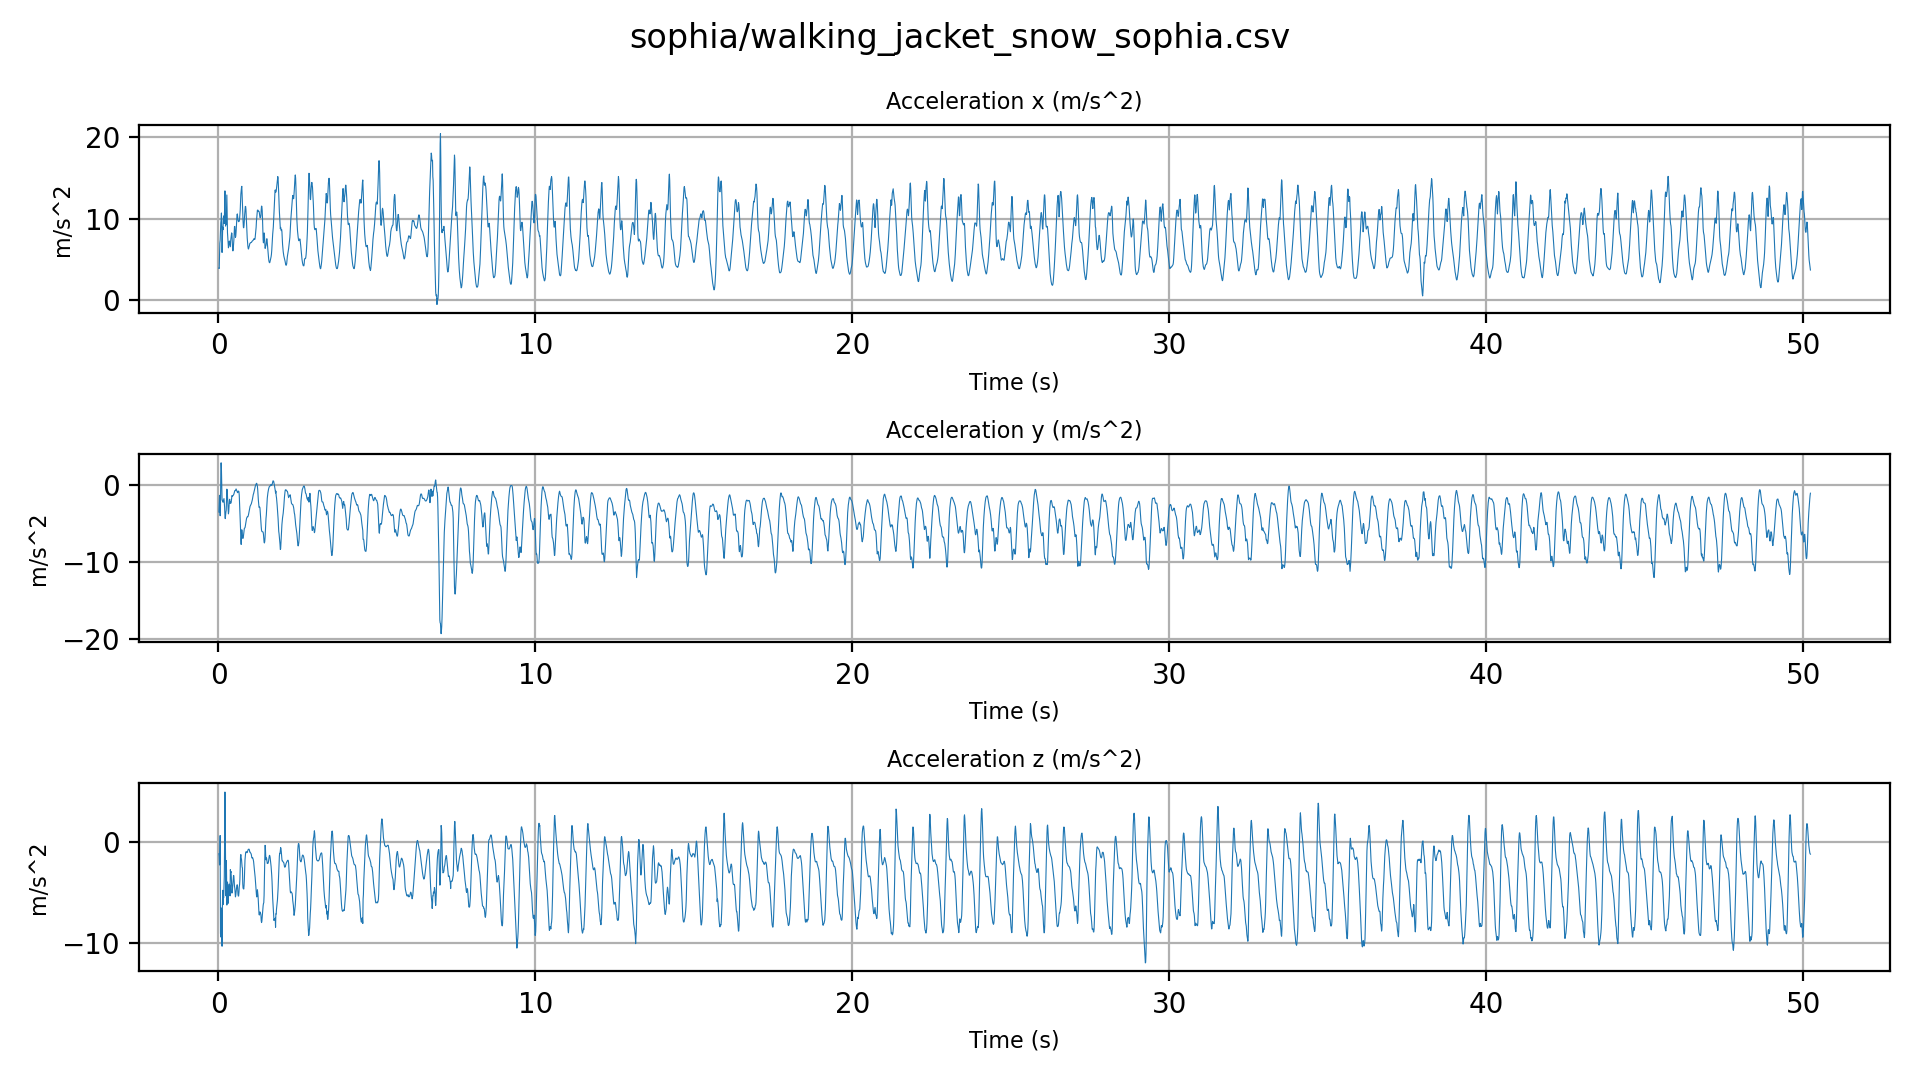 sophia/walking_jacket_snow_sophia.csv
Acceleration x (m/s^2)
m/s^2
20
10
0
0 10 20 30 40 50
Time (s)
Acceleration y (m/s^2)
m/s^2
0
−10
−20
0 10 20 30 40 50
Time (s)
Acceleration z (m/s^2)
m/s^2
0
−10
0 10 20 30 40 50
Time (s)